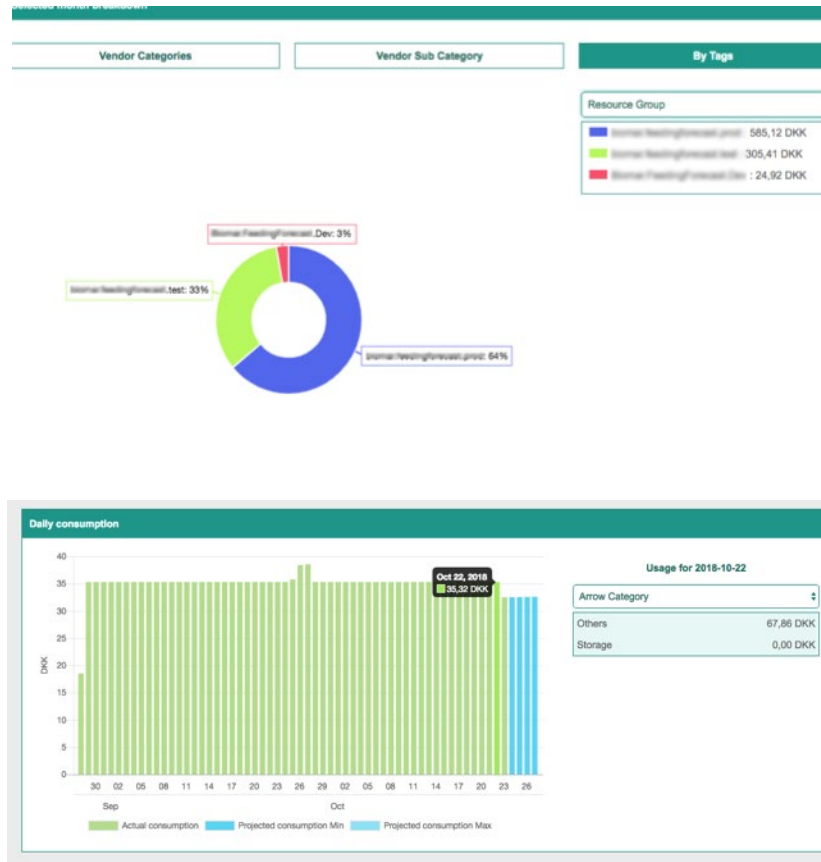 Selected month breakdown
Vendor Categories
Vendor Sub Category
By Tags
Resource Group
585,12 DKK
305,41 DKK
: 24,92 DKK
.Dev: 3%
.test: 33%
64%
Daily consumption
40
35
30
25
20
15
10
5
0
DKK
Oct 22, 2018
35,32 DKK
30 02 05 08 11 14 17 20 23 26 29 02 05 08 11 14 17 20 23 26
Sep Oct
Actual consumption Projected consumption Min Projected consumption Max
Usage for 2018-10-22
Arrow Category
Others 67,86 DKK
Storage 0,00 DKK